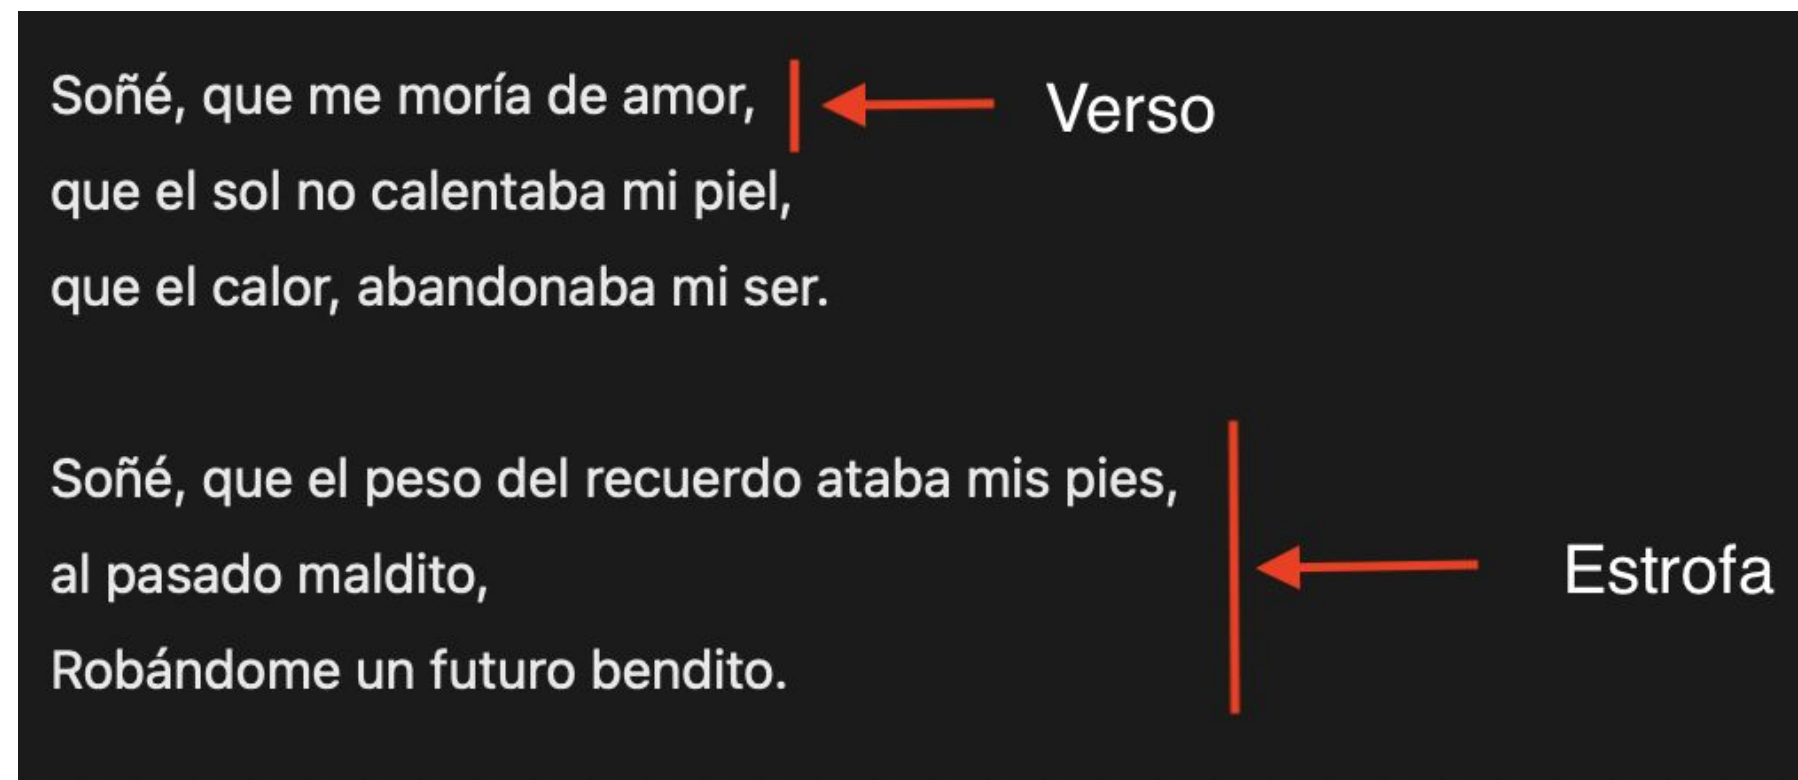 Soñé, que me moría de amor,
Verso
que el sol no calentaba mi piel,
que el calor, abandonaba mi ser.
Soñé, que el peso del recuerdo ataba mis pies,
al pasado maldito,
Estrofa
Robándome un futuro bendito.